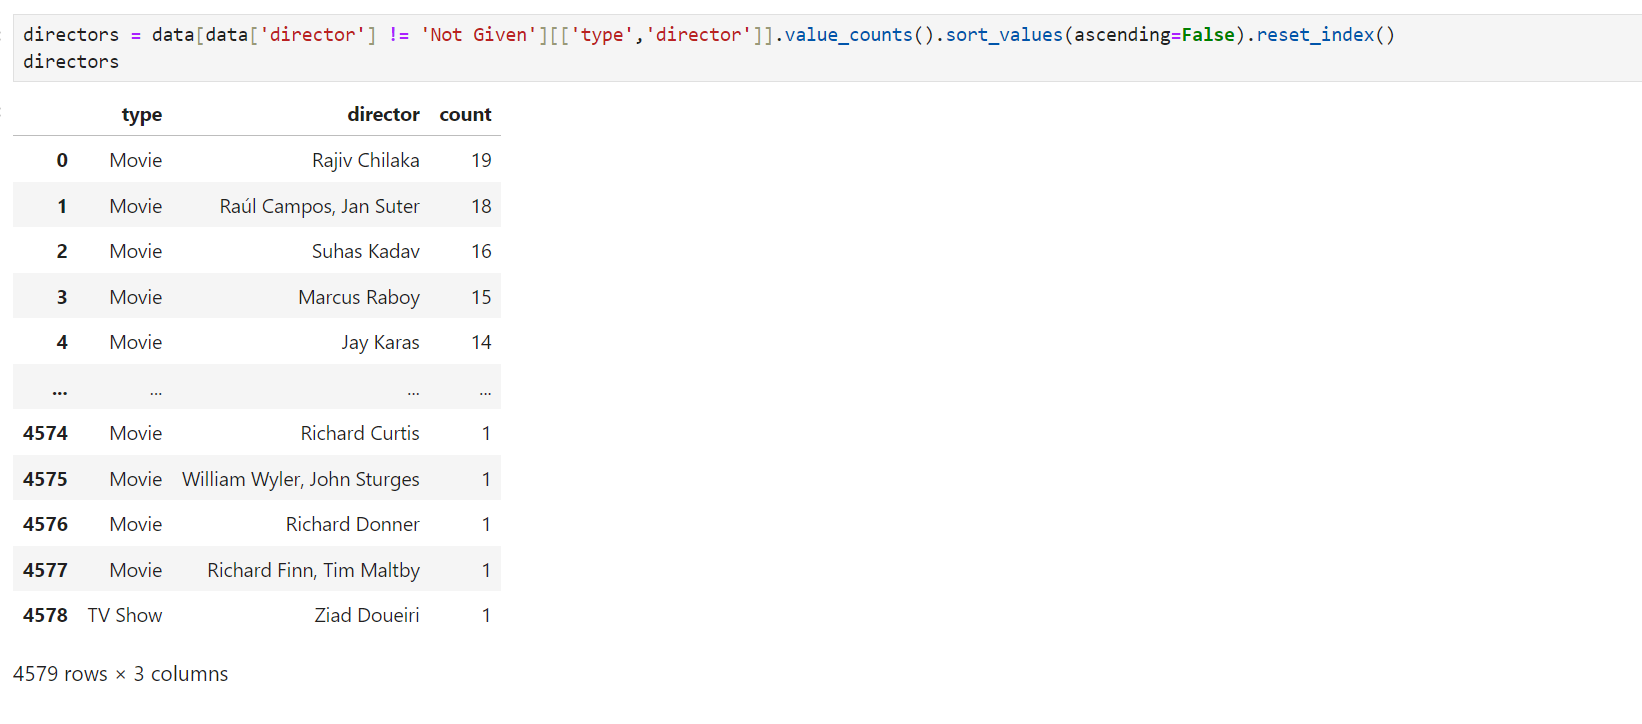 directors = data[data['director'] != 'Not Given'][['type','director']].value_counts().sort_values(ascending=False).reset_index()
directors
type director count
0 Movie Rajiv Chilaka 19
1 Movie Raúl Campos, Jan Suter 18
2 Movie Suhas Kadav 16
3 Movie Marcus Raboy 15
4 Movie Jay Karas 14
... ... ... ...
4574 Movie Richard Curtis 1
4575 Movie William Wyler, John Sturges 1
4576 Movie Richard Donner 1
4577 Movie Richard Finn, Tim Maltby 1
4578 TV Show Ziad Doueiri 1
4579 rows × 3 columns